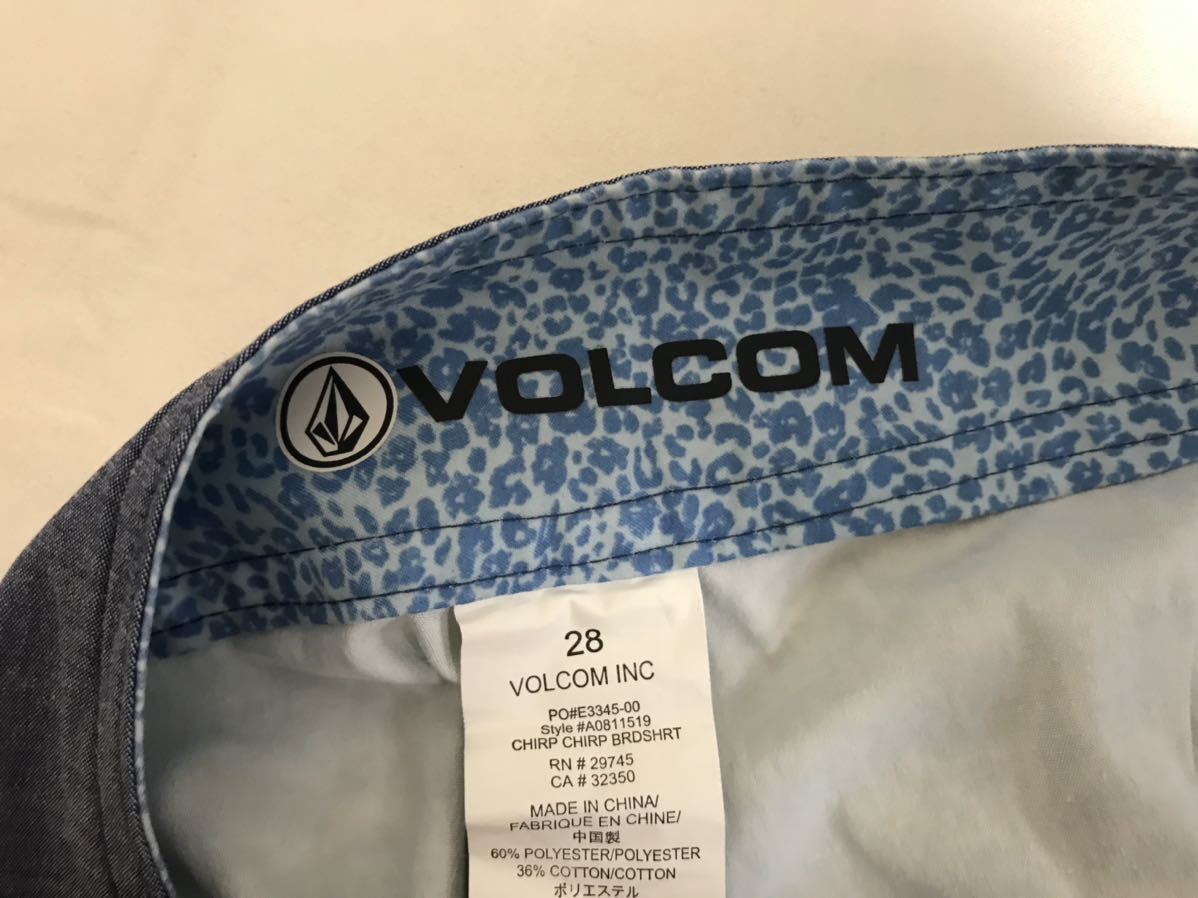 VOLCOM
28
VOLCOM INC
PO#E3345-00
Style #A0811519
CHIRP CHIRP BRDSHRT
RN # 29745
CA # 32350
MADE IN CHINA/
FABRIQUE EN CHINE/
中国製
60% POLYESTER/POLYESTER
36% COTTON/COTTON
ポリエステル